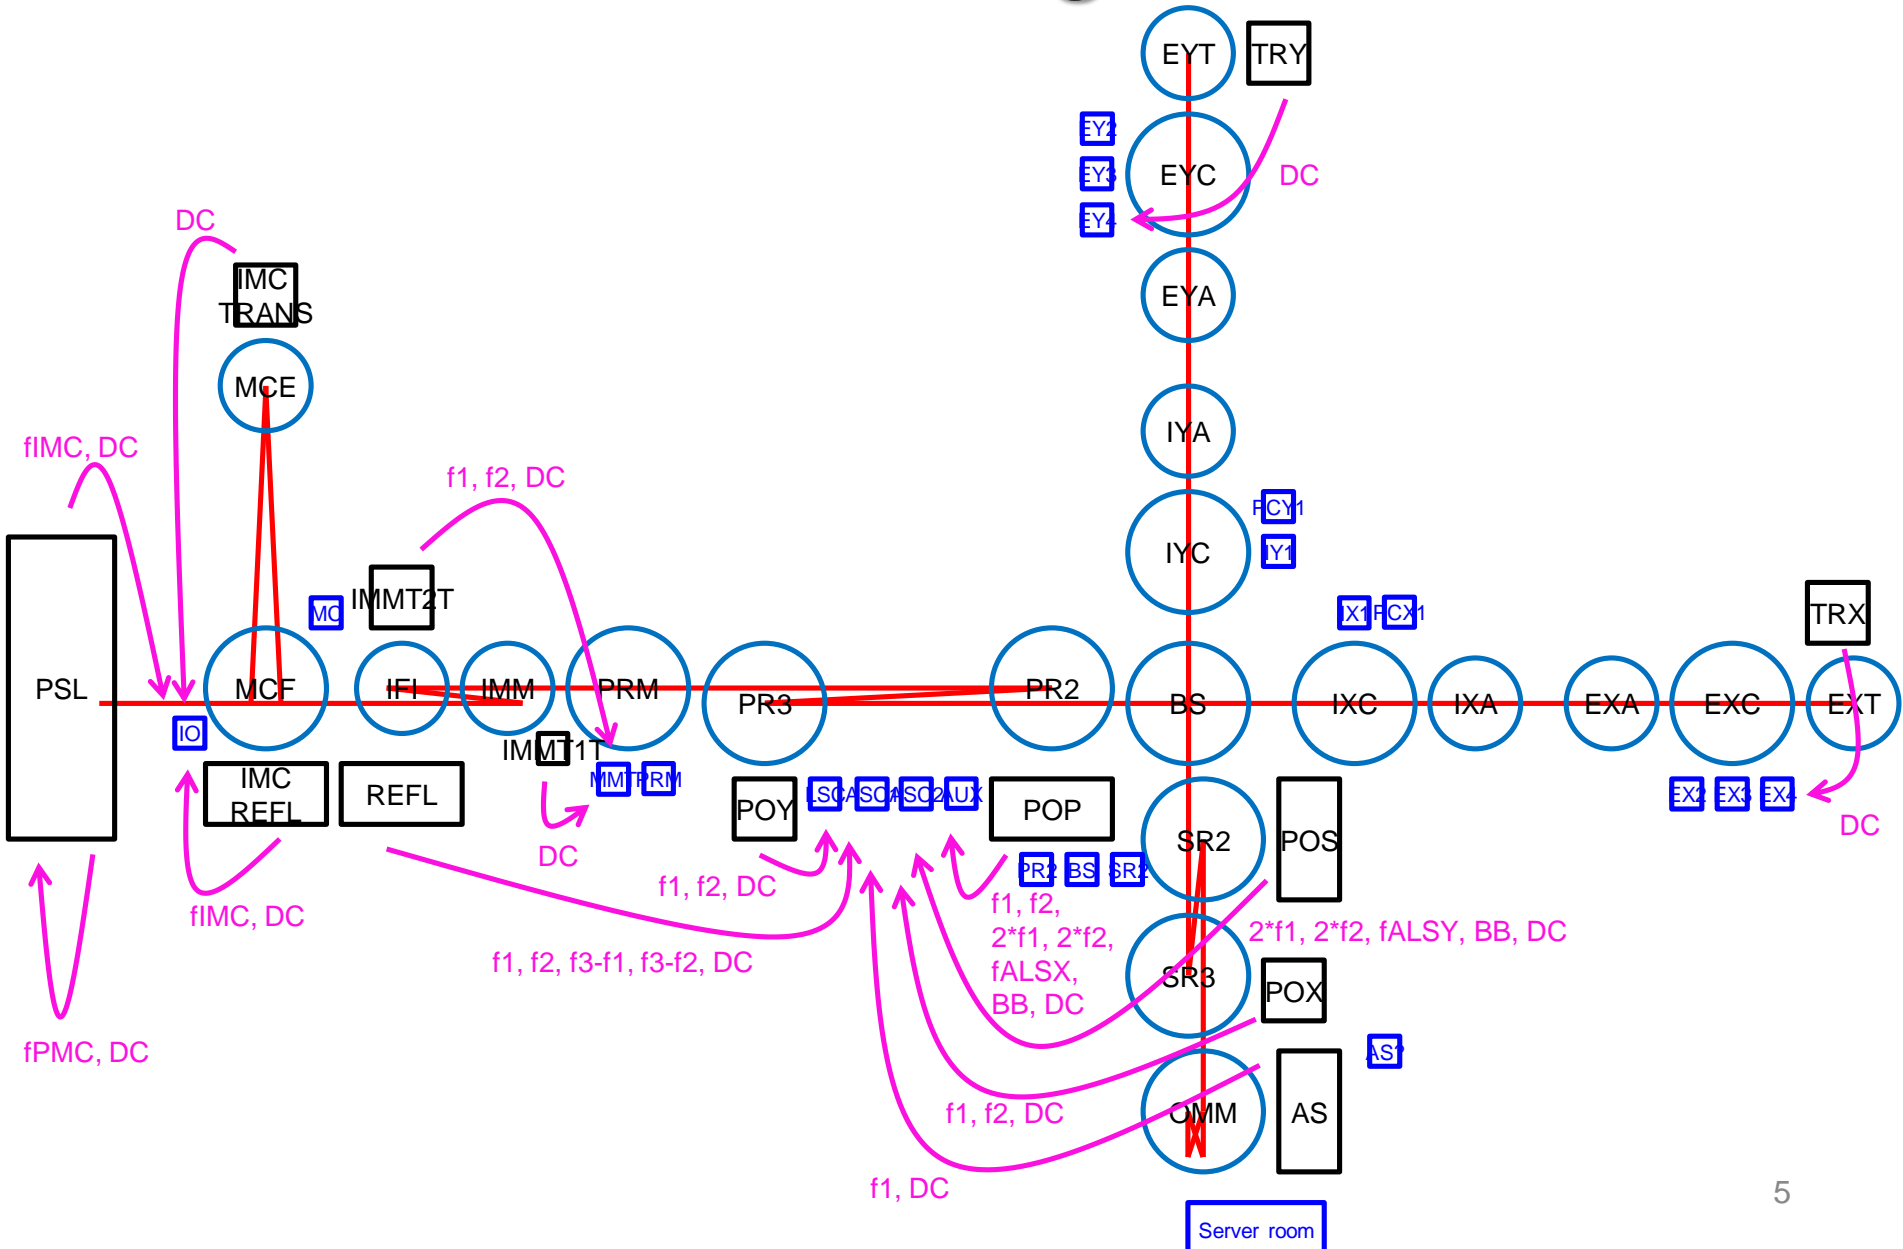 EYT
TRY
EY2
EY3
EYC
DC
EY4
DC
IMC
TRANS
EYA
MCE
IYA
fIMC, DC
f1, f2, DC
IYC
IY1
MC
IMMT2T
IX1
TRX
PSL
MCF
IFI
IMM
PRM
PR3
PR2
BS
IXC
IXA
EXA
EXC
EXT
IO
IMMT1T
IMC
REFL
REFL
MMT
PRM
POY
LSC
ASC1
ASC2
AUX
POP
SR2
POS
EX2
EX3
EX4
DC
DC
PR2
BS
SR2
f1, f2, DC
fIMC, DC
f1, f2,
2*f1, 2*f2,
fALSX,
BB, DC
2*f1, 2*f2, fALSY, BB, DC
f1, f2, f3-f1, f3-f2, DC
SR3
POX
fPMC, DC
f1, f2, DC
OMM
AS
f1, DC
5
Server room